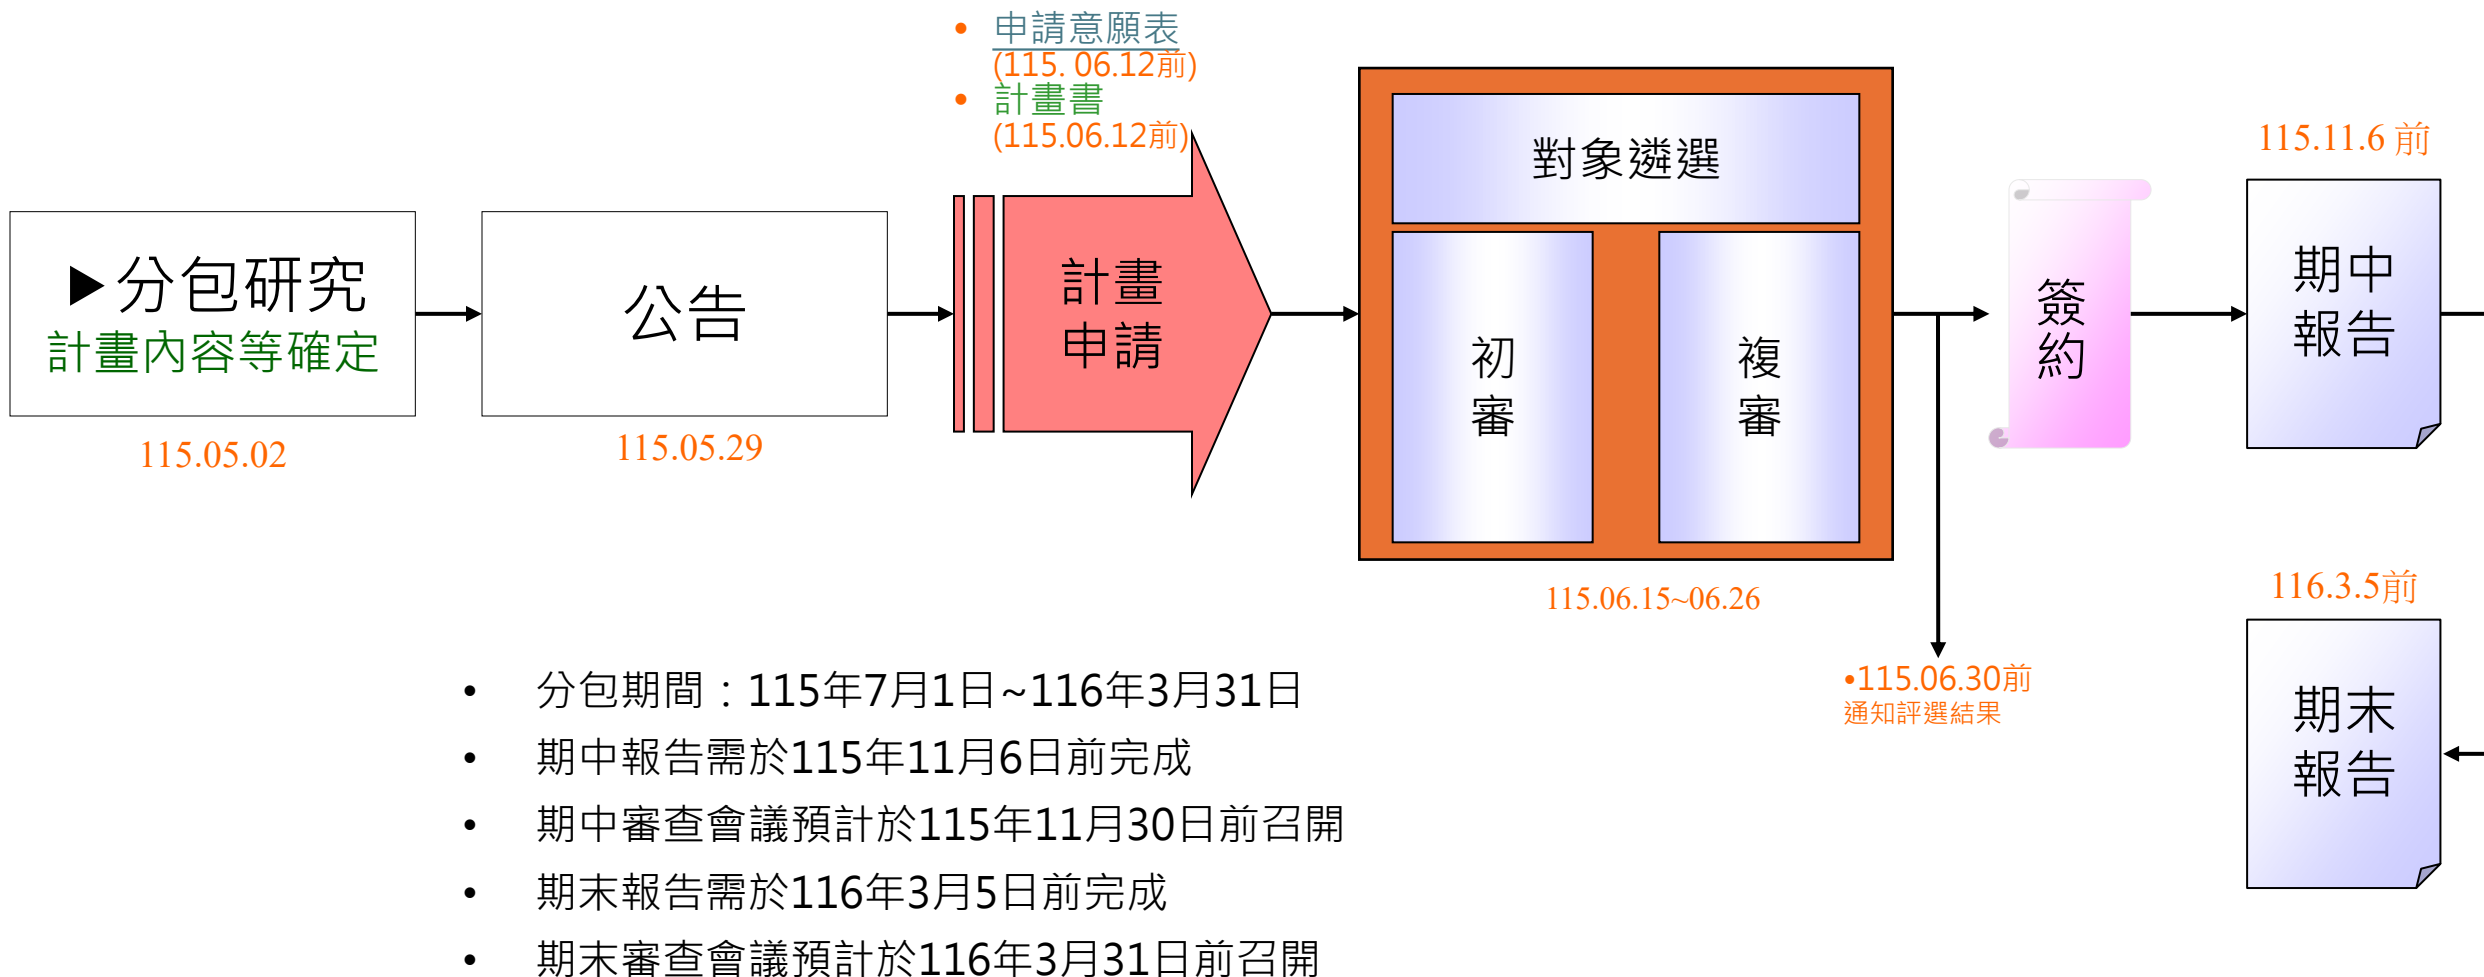 • 申請意願表
(115. 06.12前)
• 計畫書
(115.06.12前)
▶分包研究
計畫內容等確定
115.05.02
公告
115.05.29
計畫
申請
對象遴選
初審
複審
115.06.15~06.26
•115.06.30前
通知評選結果
簽約
115.11.6 前
期中
報告
116.3.5前
期末
報告
• 分包期間：115年7月1日~116年3月31日
• 期中報告需於115年11月6日前完成
• 期中審查會議預計於115年11月30日前召開
• 期末報告需於116年3月5日前完成
• 期末審查會議預計於116年3月31日前召開